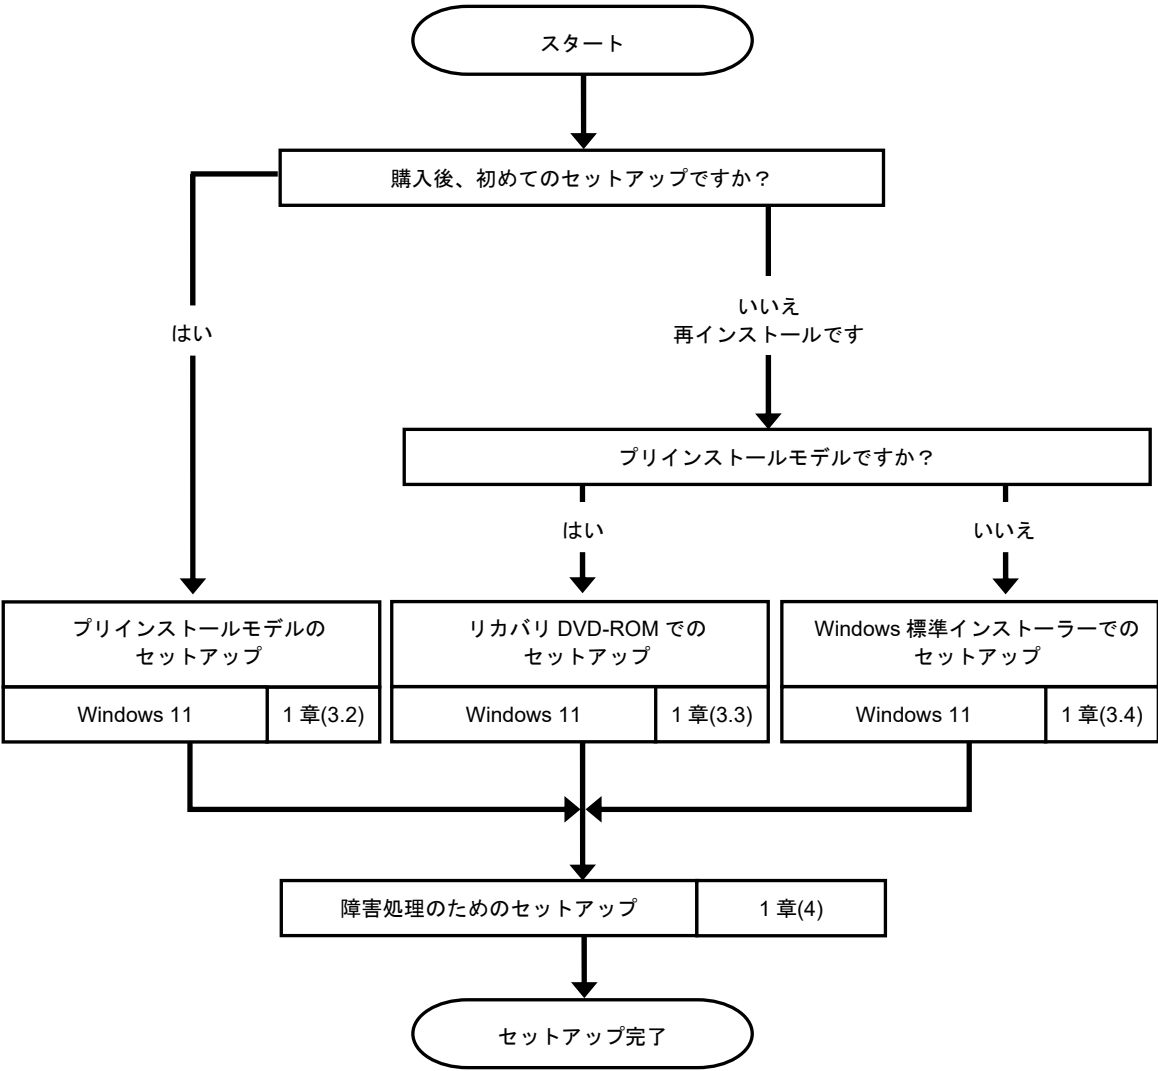 スタート
購入後、初めてのセットアップですか？
はい
いいえ
再インストールです
プリインストールモデルですか？
はい
いいえ
プリインストールモデルの
セットアップ
Windows 11
1 章(3.2)
リカバリ DVD-ROM での
セットアップ
Windows 11
1 章(3.3)
Windows 標準インストーラーでの
セットアップ
Windows 11
1 章(3.4)
障害処理のためのセットアップ
1 章(4)
セットアップ完了